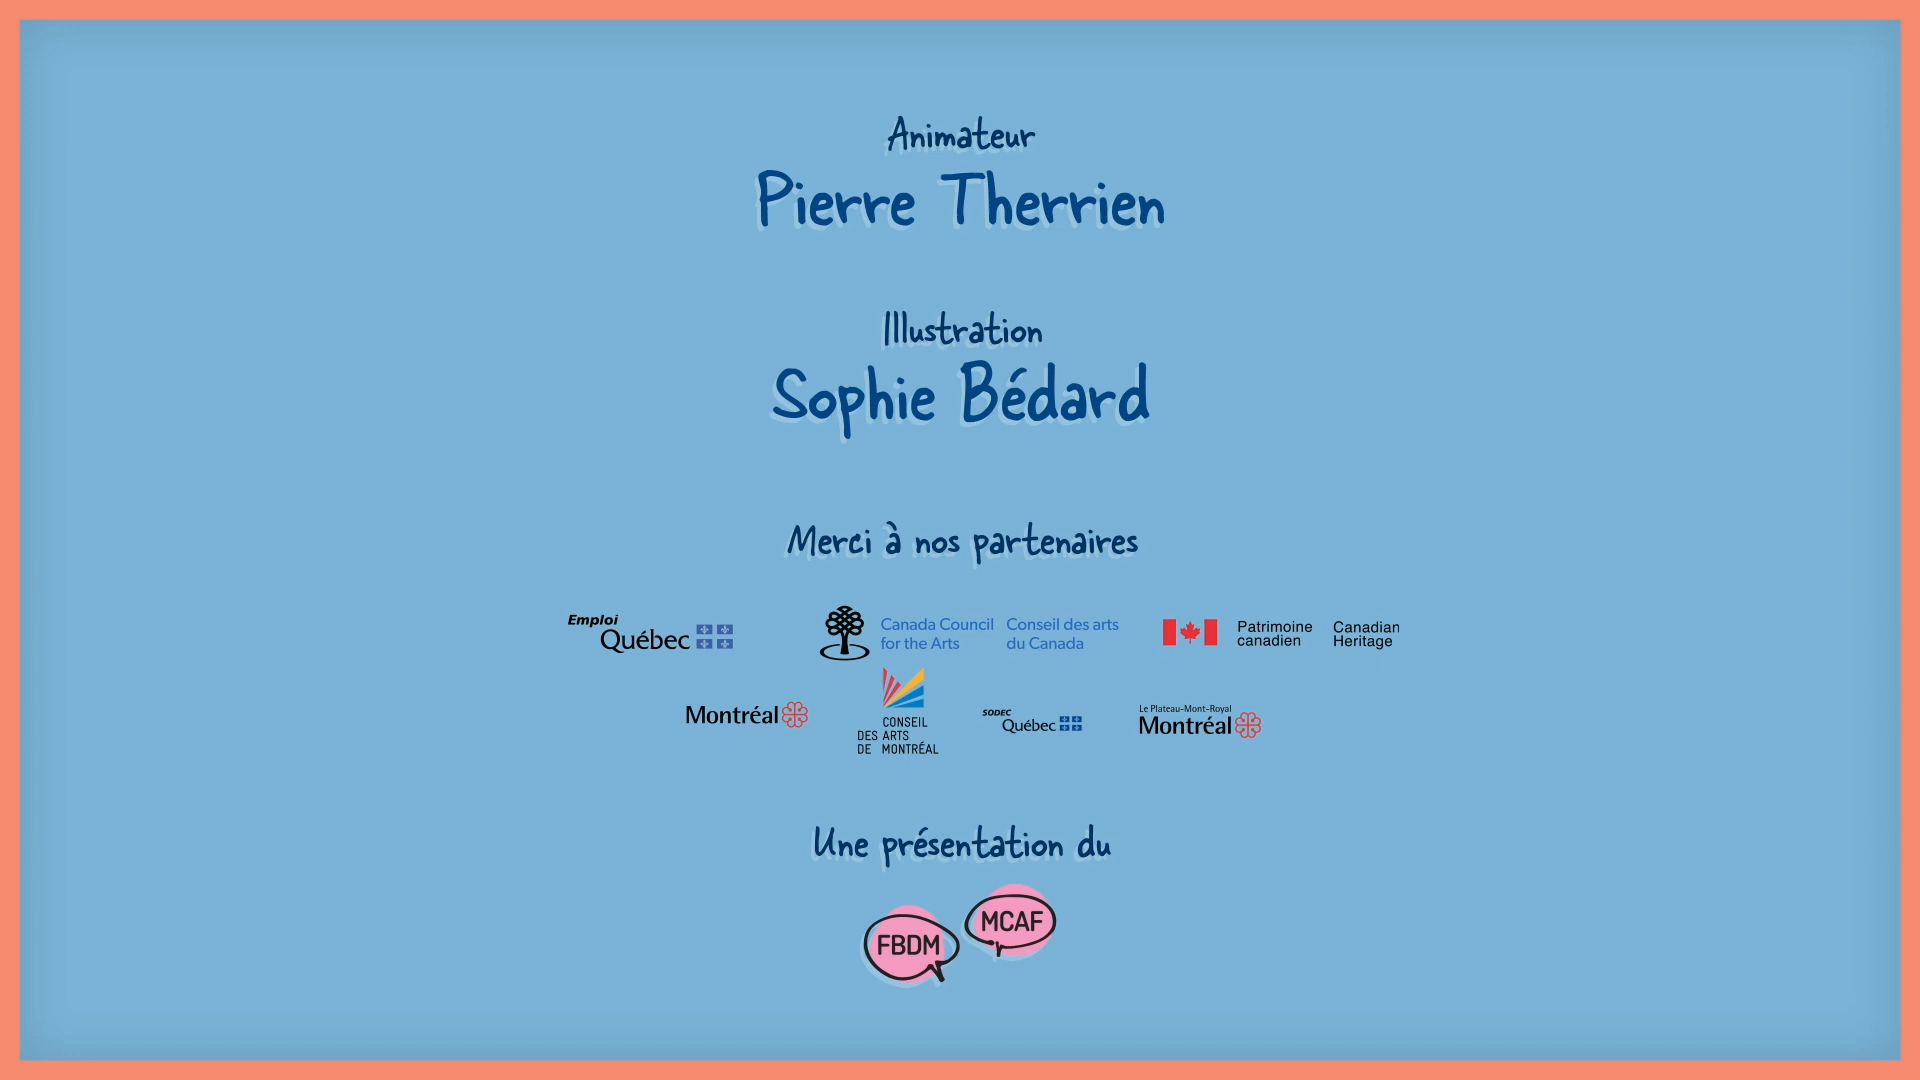 Animateur
Pierre Therrien
Illustration
Sophie Bédard
Merci à nos partenaires
Emploi
Québec
Canada Council
for the Arts
Conseil des arts
du Canada
Patrimoine
canadien
Canadian
Heritage
Montréal
CONSEIL
DES ARTS
DE MONTRÉAL
SODEC
Québec
Le Plateau-Mont-Royal
Montréal
Une présentation du
FBDM
MCAF